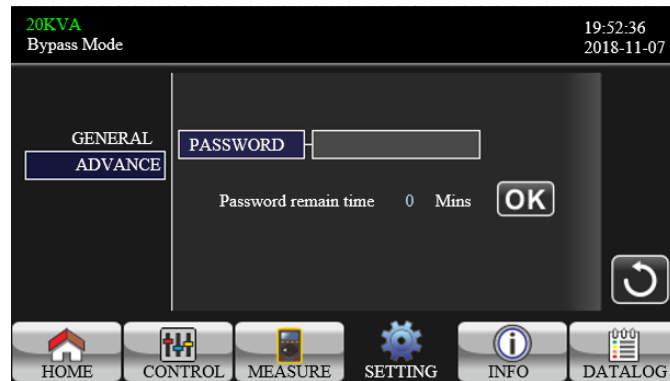 20KVA
Bypass Mode
19:52:36
2018-11-07
GENERAL
ADVANCE
PASSWORD
Password remain time 0 Mins
OK
HOME
CONTROL
MEASURE
SETTING
INFO
DATALOG